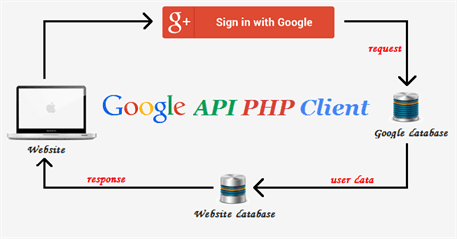 g+ Sign in with Google
request
Google API PHP Client
Website
Google Database
response
user data
Website database